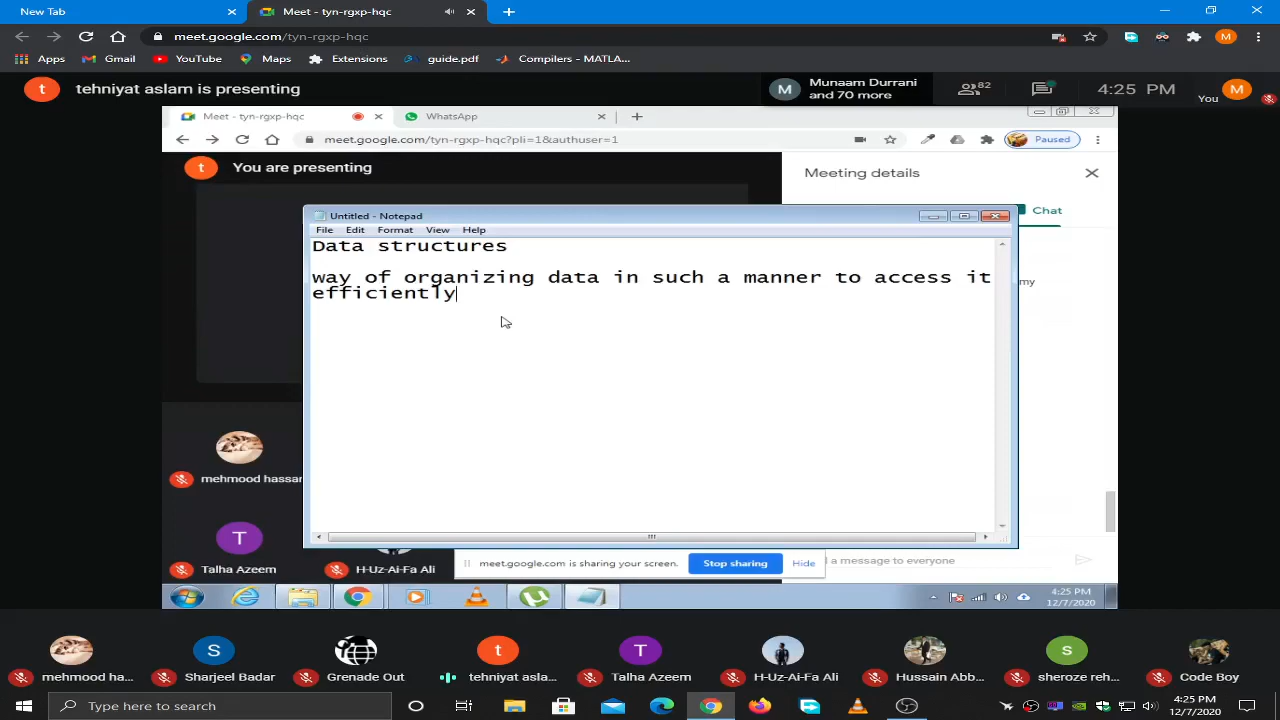 New Tab
Meet - tyn-rgxp-hqc
meet.google.com/tyn-rgxp-hqc
M
Apps
Gmail
YouTube
Maps
Extensions
guide.pdf
Compilers - MATLA...
t
tehniyat aslam is presenting
M
Munaam Durrani
and 70 more
82
4:25 PM
You
M
Meet - tyn-rgxp-hqc
WhatsApp
meet.google.com/tyn-rgxp-hqc?pli=1&authuser=1
Paused
t
You are presenting
Meeting details
Chat
Untitled - Notepad
File Edit Format View Help
Data structures
way of organizing data in such a manner to access it
efficiently
my
mehmood hassan
T
Talha Azeem
H-Uz-Ai-Fa Ali
meet.google.com is sharing your screen.
Stop sharing
Hide
d a message to everyone
4:25 PM
12/7/2020
S
t
T
s
mehmood ha...
Sharjeel Badar
Grenade Out
tehniyat asla...
Talha Azeem
H-Uz-Ai-Fa Ali
Hussain Abb...
sheroze reh...
Code Boy
Type here to search
4:25 PM
12/7/2020